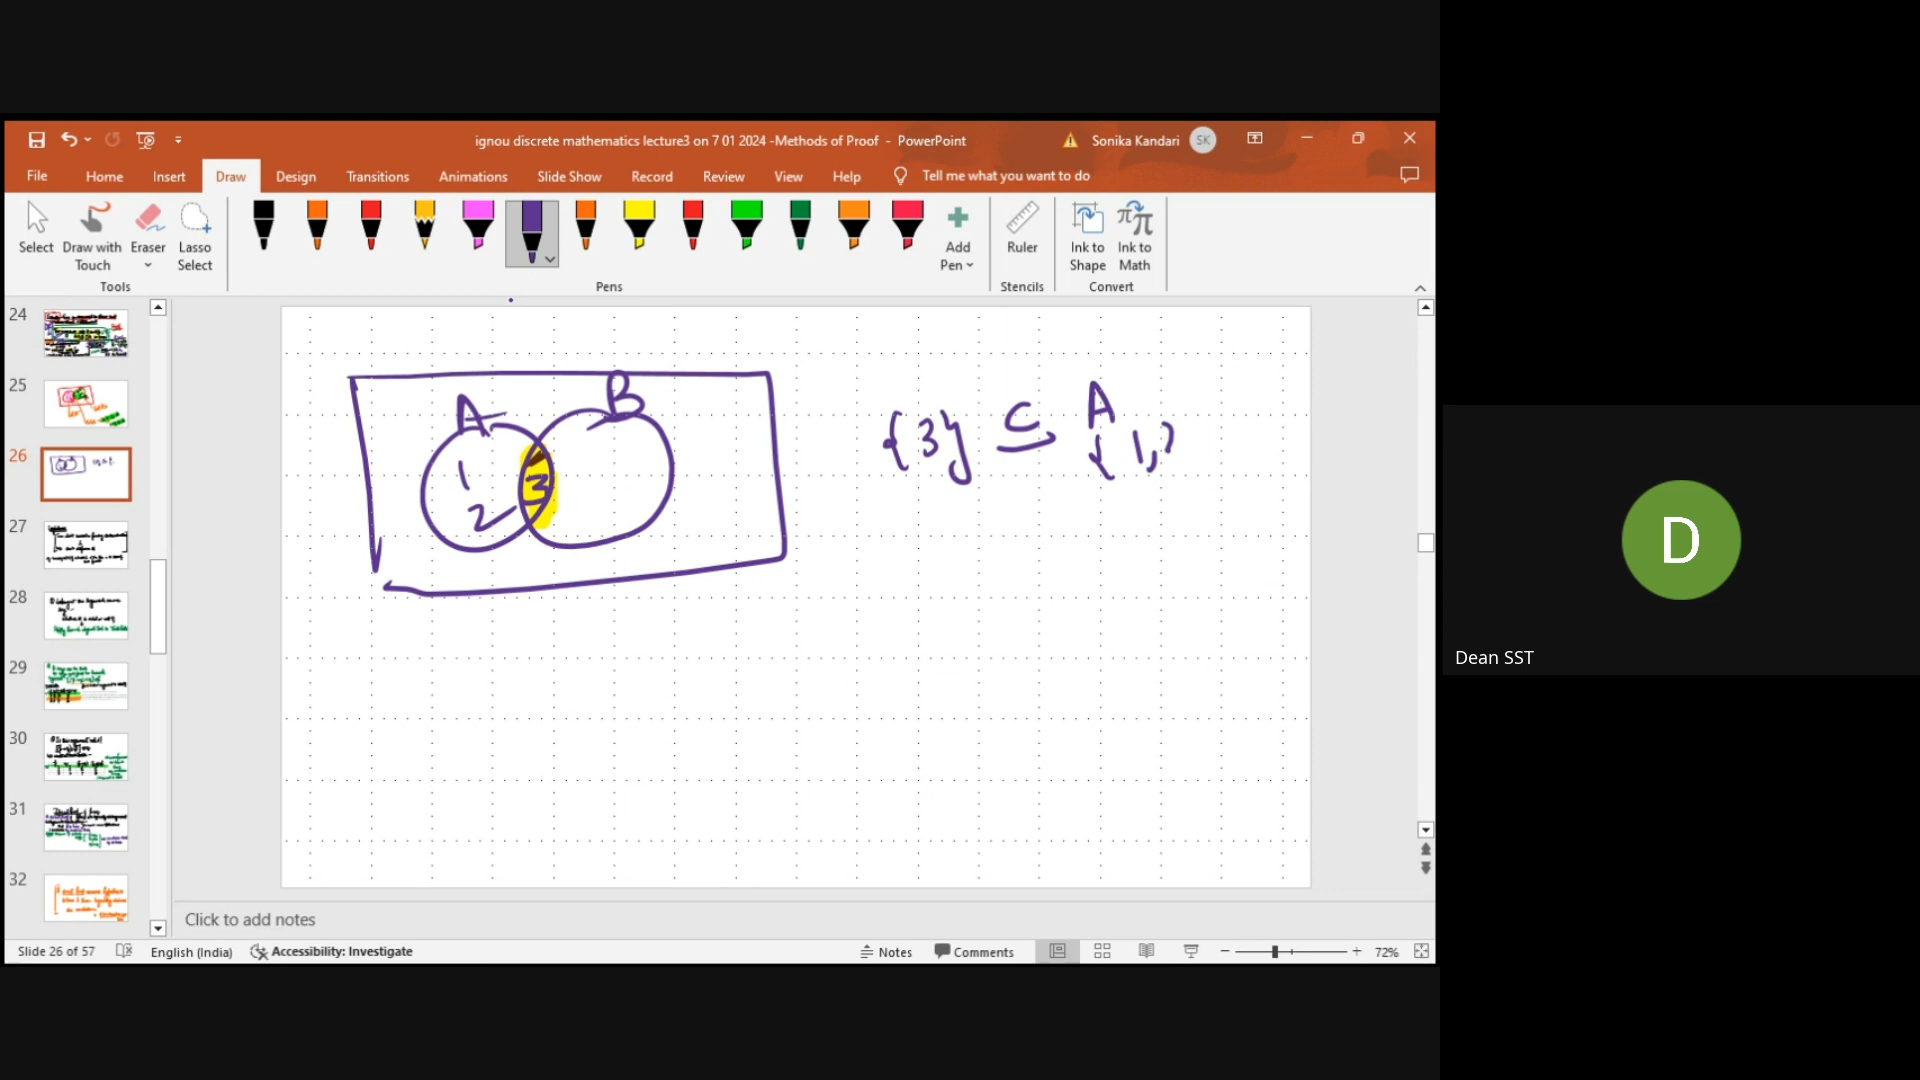 ignou discrete mathematics lecture3 on 7 01 2024 -Methods of Proof - PowerPoint
Sonika Kandari SK
File Home Insert Draw Design Transitions Animations Slide Show Record Review View Help Tell me what you want to do
Select
Draw with Touch
Eraser
Lasso Select
Add Pen
Ruler
Ink to Shape
Ink to Math
Tools
Pens
Stencils
Convert
24
25
26
27
28
29
30
31
32
A
B
1
2
3
{3} ⊆ A
{1,
Click to add notes
Slide 26 of 57 English (India) Accessibility: Investigate Notes Comments 72%
D
Dean SST